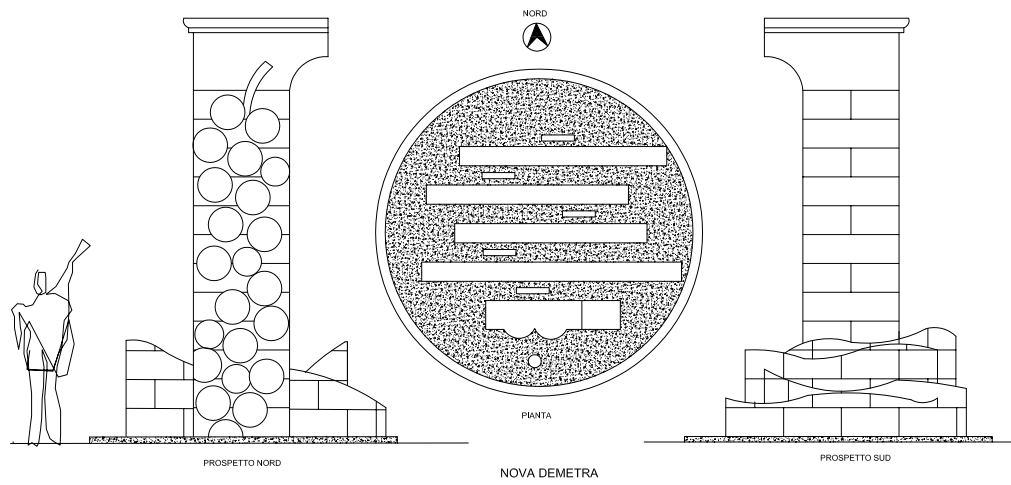 NORD
PIANTA
PROSPETTO NORD
PROSPETTO SUD
NOVA DEMETRA